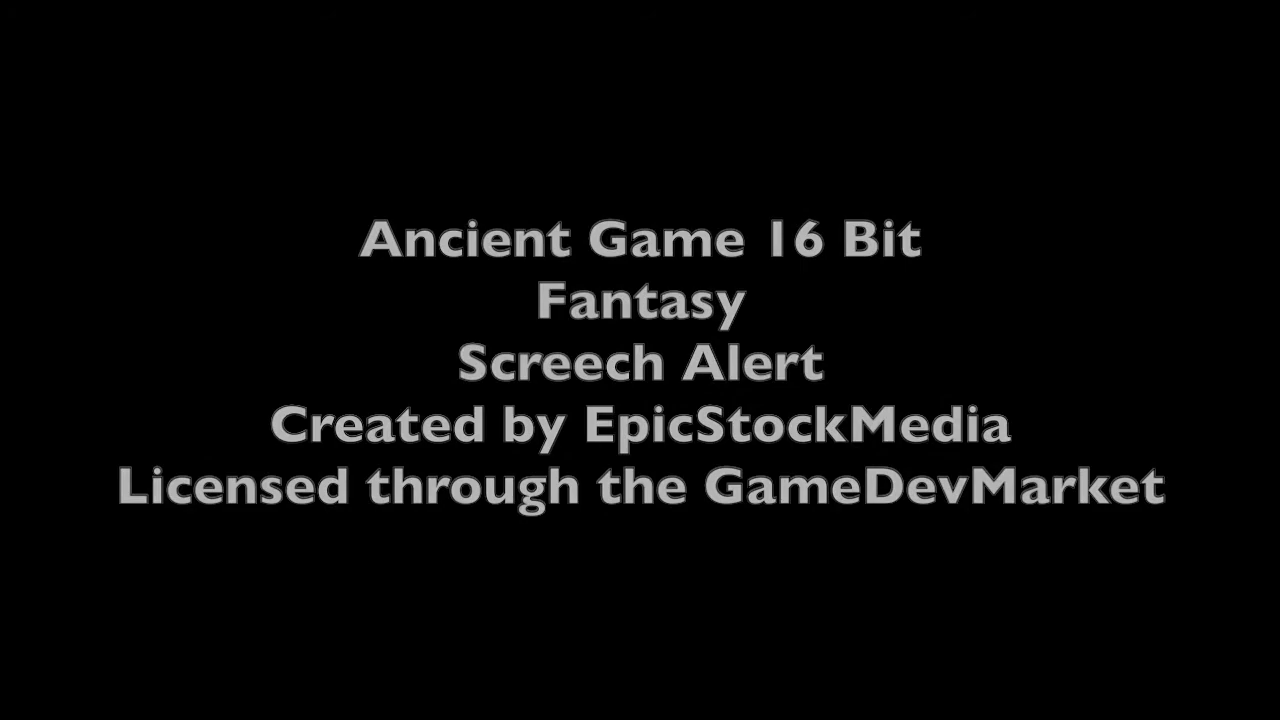 Ancient Game 16 Bit
Fantasy
Screech Alert
Created by EpicStockMedia
Licensed through the GameDevMarket